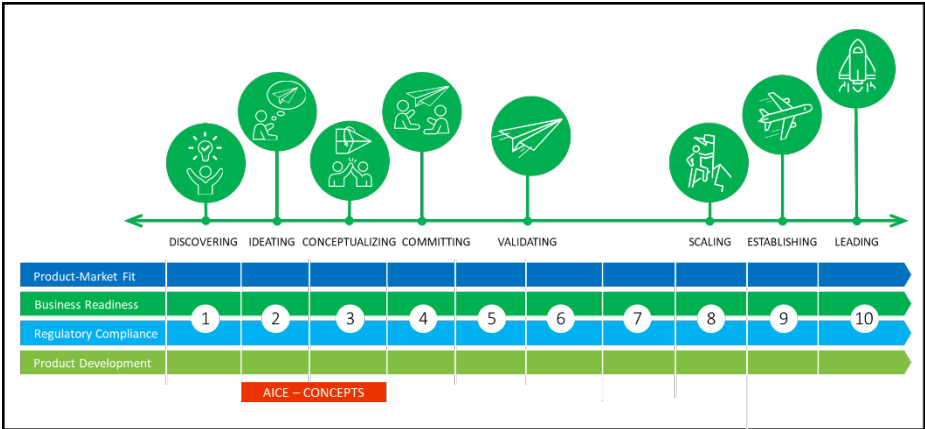 DISCOVERING IDEATING CONCEPTUALIZING COMMITTING VALIDATING SCALING ESTABLISHING LEADING
Product-Market Fit
Business Readiness
1 2 3 4 5 6 7 8 9 10
Regulatory Compliance
Product Development
AICE – CONCEPTS